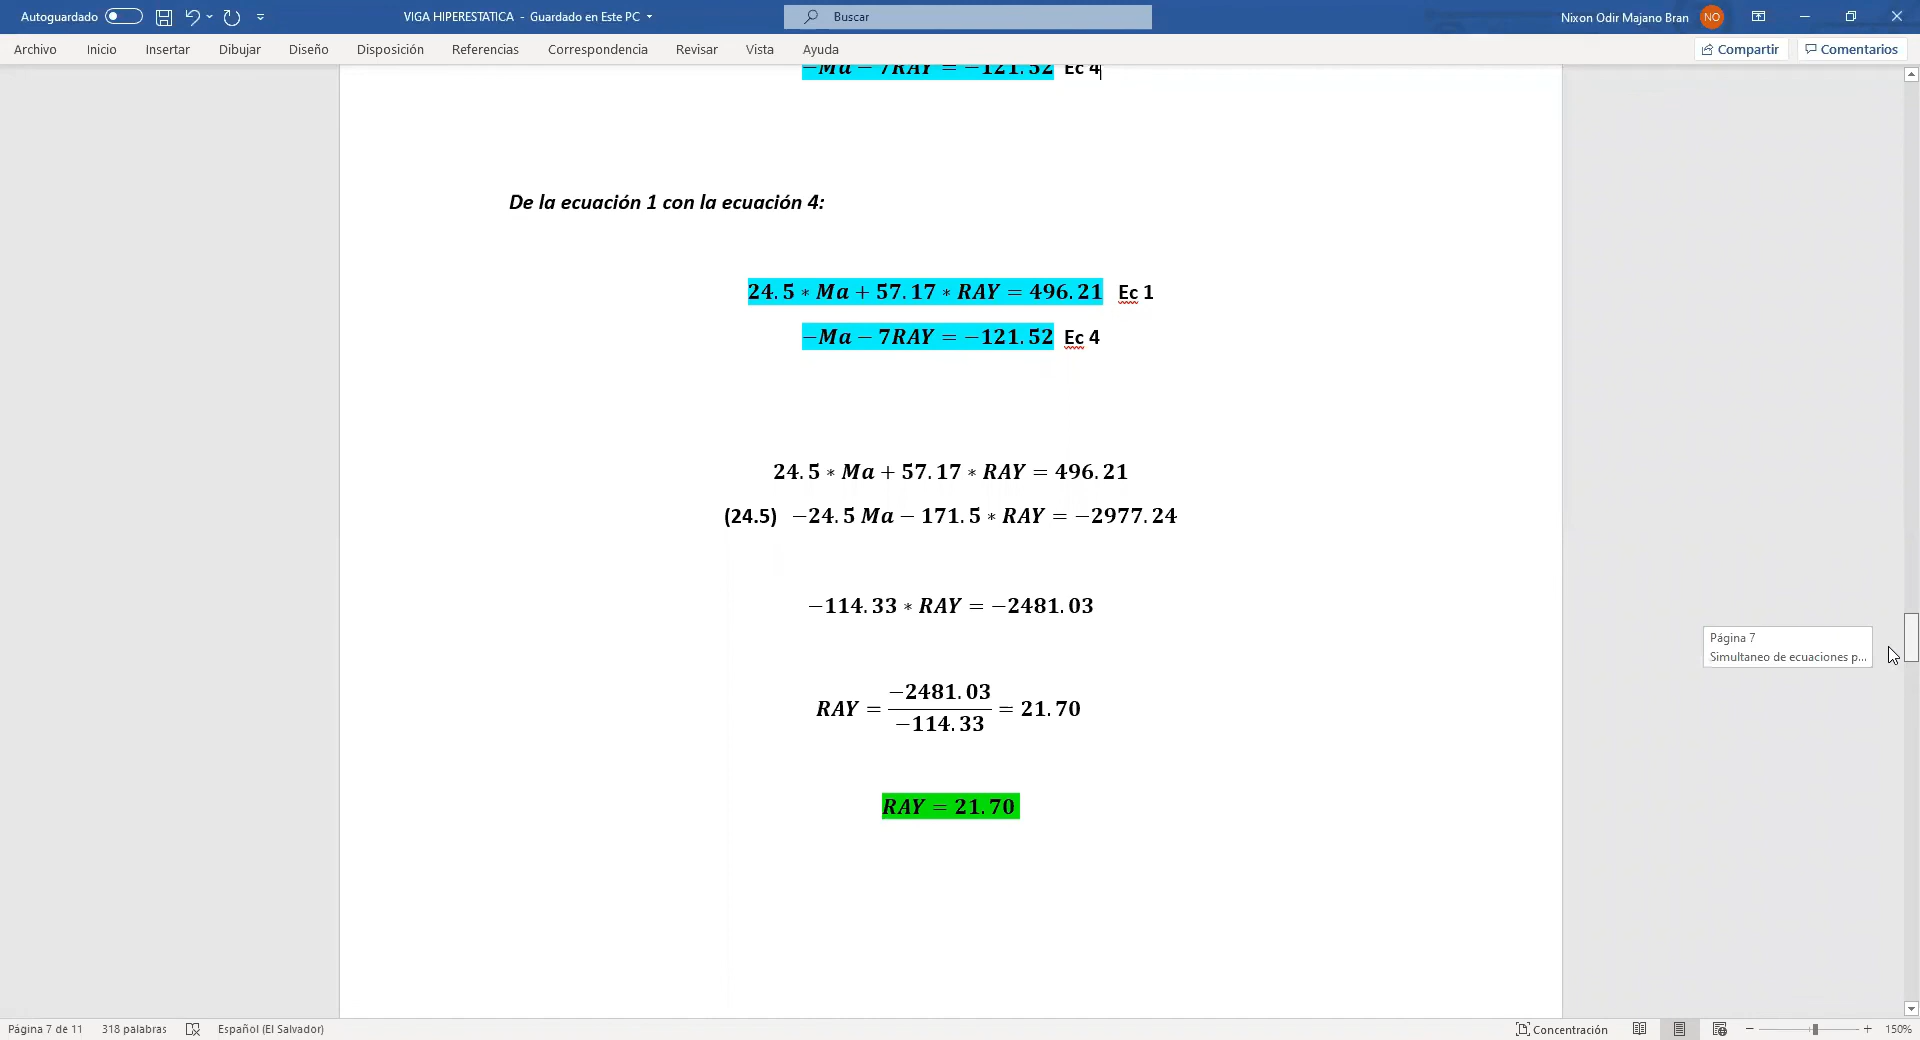 Autoguardado
VIGA HIPERESTATICA - Guardado en Este PC
Buscar
Nixon Odir Majano Bran
NO
Archivo Inicio Insertar Dibujar Diseño Disposición Referencias Correspondencia Revisar Vista Ayuda
Compartir
Comentarios
−Ma − 7RAY = −121.52 Ec 4
De la ecuación 1 con la ecuación 4:
24.5 ∗ Ma + 57.17 ∗ RAY = 496.21 Ec 1
−Ma − 7RAY = −121.52 Ec 4
24.5 ∗ Ma + 57.17 ∗ RAY = 496.21
(24.5) −24.5 Ma − 171.5 ∗ RAY = −2977.24
−114.33 ∗ RAY = −2481.03
RAY = −2481.03 / −114.33 = 21.70
RAY = 21.70
Página 7
Simultaneo de ecuaciones p...
Página 7 de 11 318 palabras Español (El Salvador)
Concentración
150%